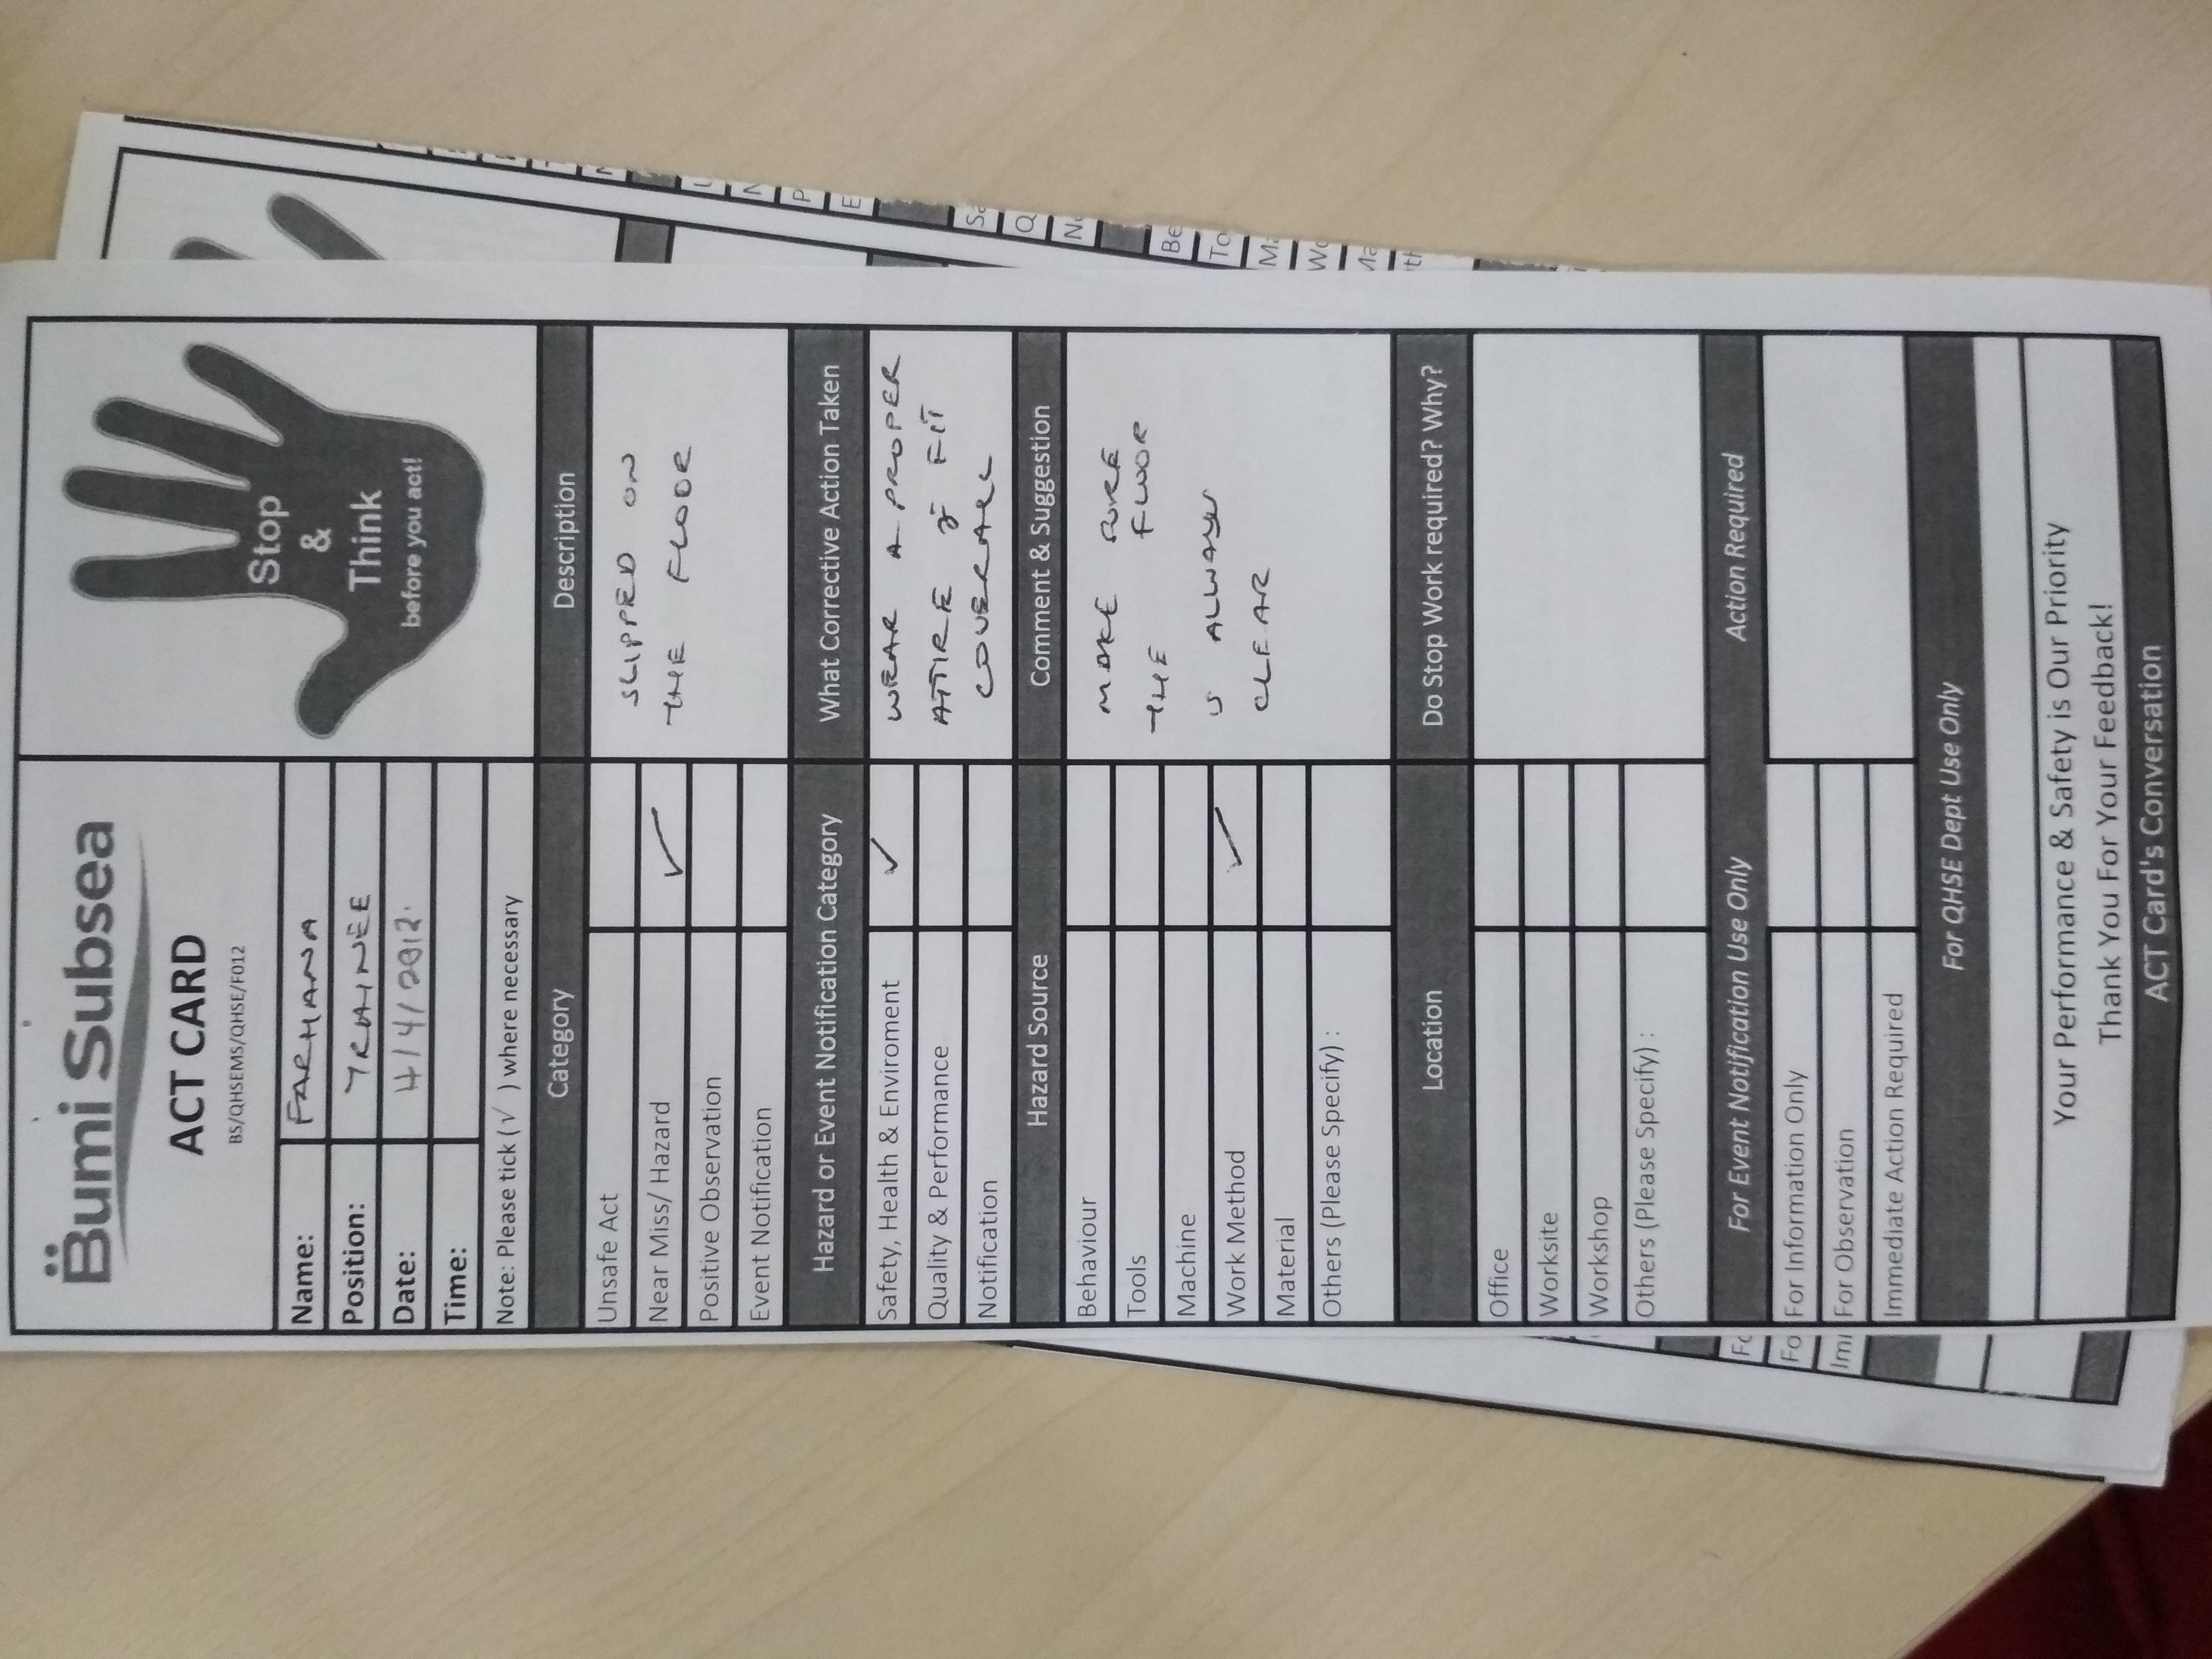 Bumi Subsea
ACT CARD
BS/QHSEMS/QHSE/F012
Stop
&
Think
before you act!
Name: FARHANA
Position: TRAINEE
Date: 4/4/2012.
Time:
Note: Please tick (√ ) where necessary
Category Description
Unsafe Act SLIPPED ON
Near Miss/ Hazard ✓ THE FLOOR
Positive Observation
Event Notification
Hazard or Event Notification Category What Corrective Action Taken
Safety, Health & Enviroment ✓ WEAR A PROPER
Quality & Performance ATTIRE & FIT
Notification COVERALL
Hazard Source Comment & Suggestion
Behaviour MAKE SURE
Tools THE FLOOR
Machine
Work Method ✓ IS ALWAYS
Material CLEAR
Others (Please Specify) :
Location Do Stop Work required? Why?
Office
Worksite
Workshop
Others (Please Specify) :
For Event Notification Use Only Action Required
For Information Only
For Observation
Immediate Action Required
For QHSE Dept Use Only
Your Performance & Safety is Our Priority
Thank You For Your Feedback!
ACT Card's Conversation